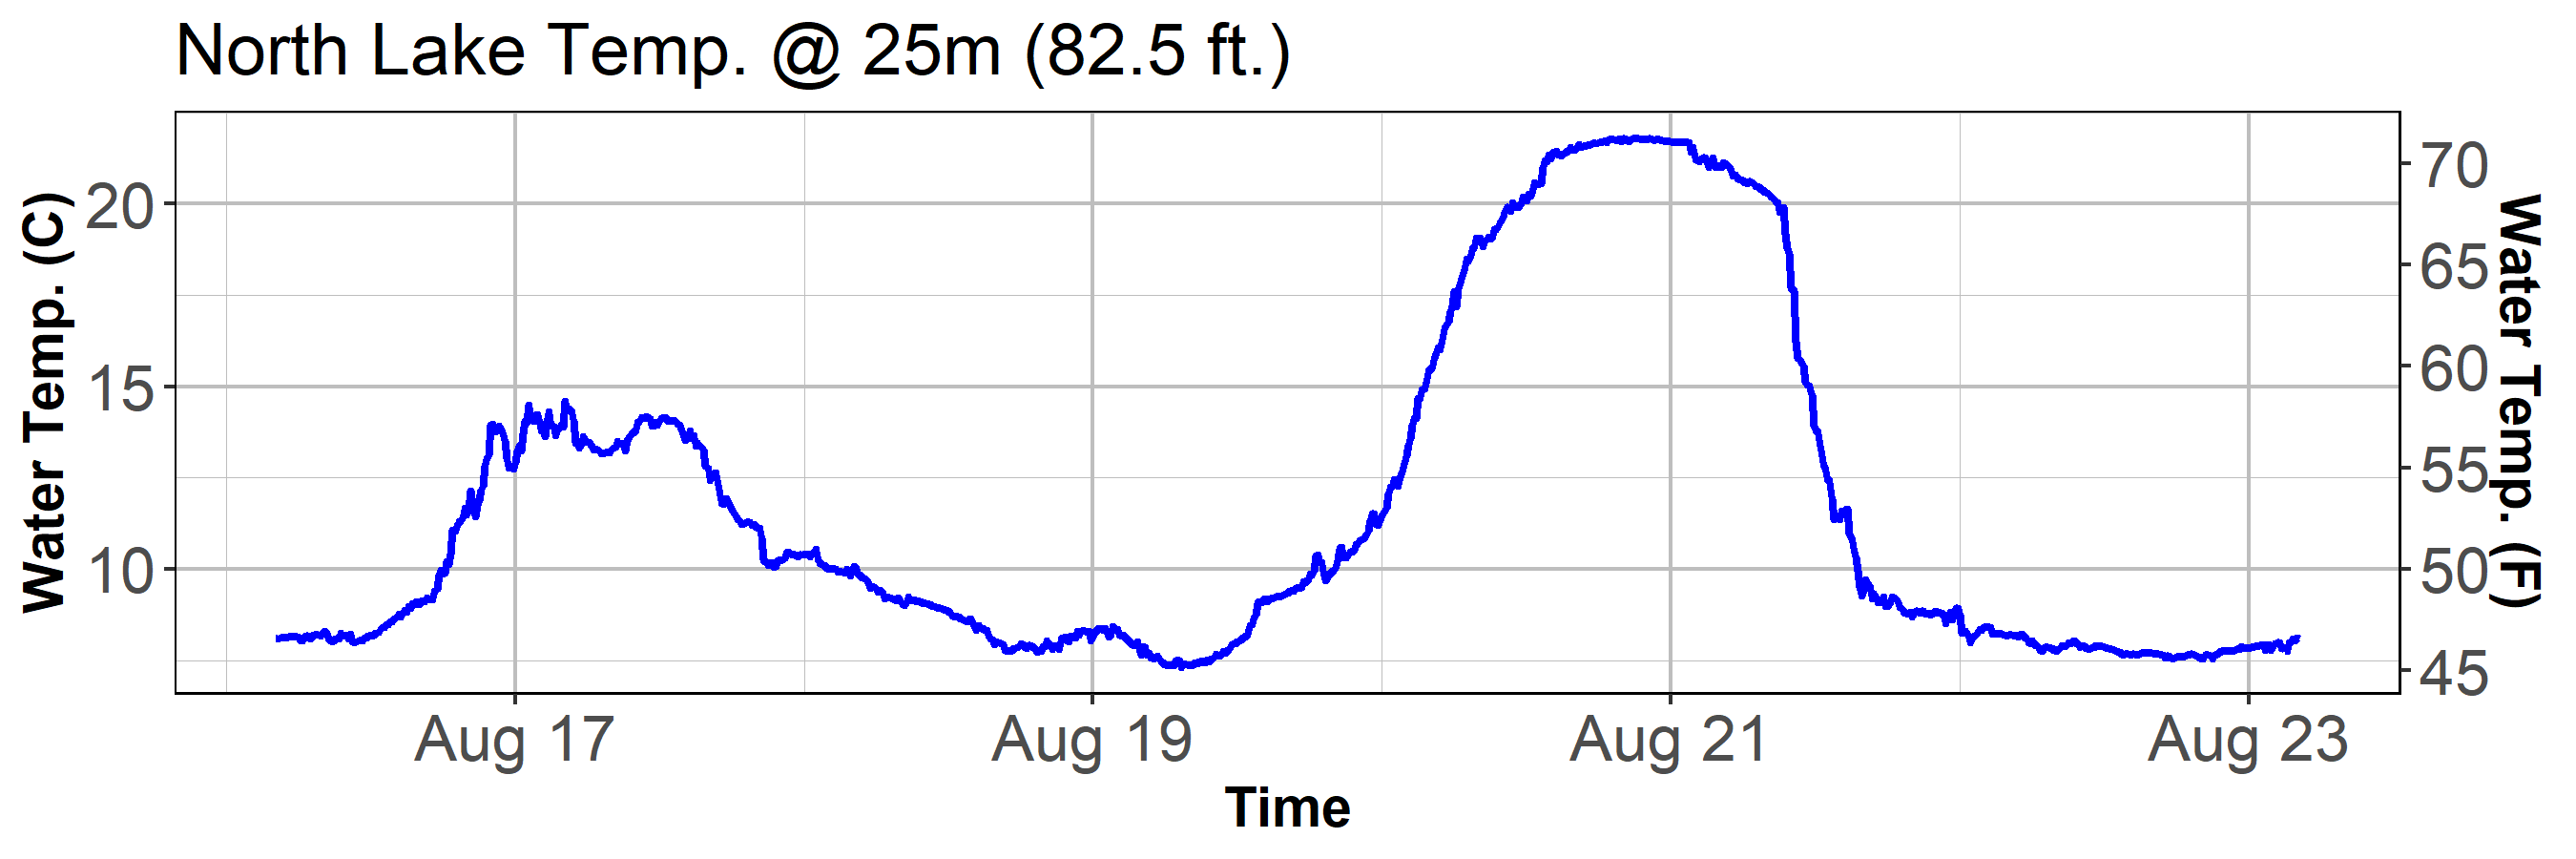 North Lake Temp. @ 25m (82.5 ft.)
Water Temp. (C)
20
15
10
70
65
60
55
50
45
Water Temp. (F)
Aug 17 Aug 19 Aug 21 Aug 23
Time